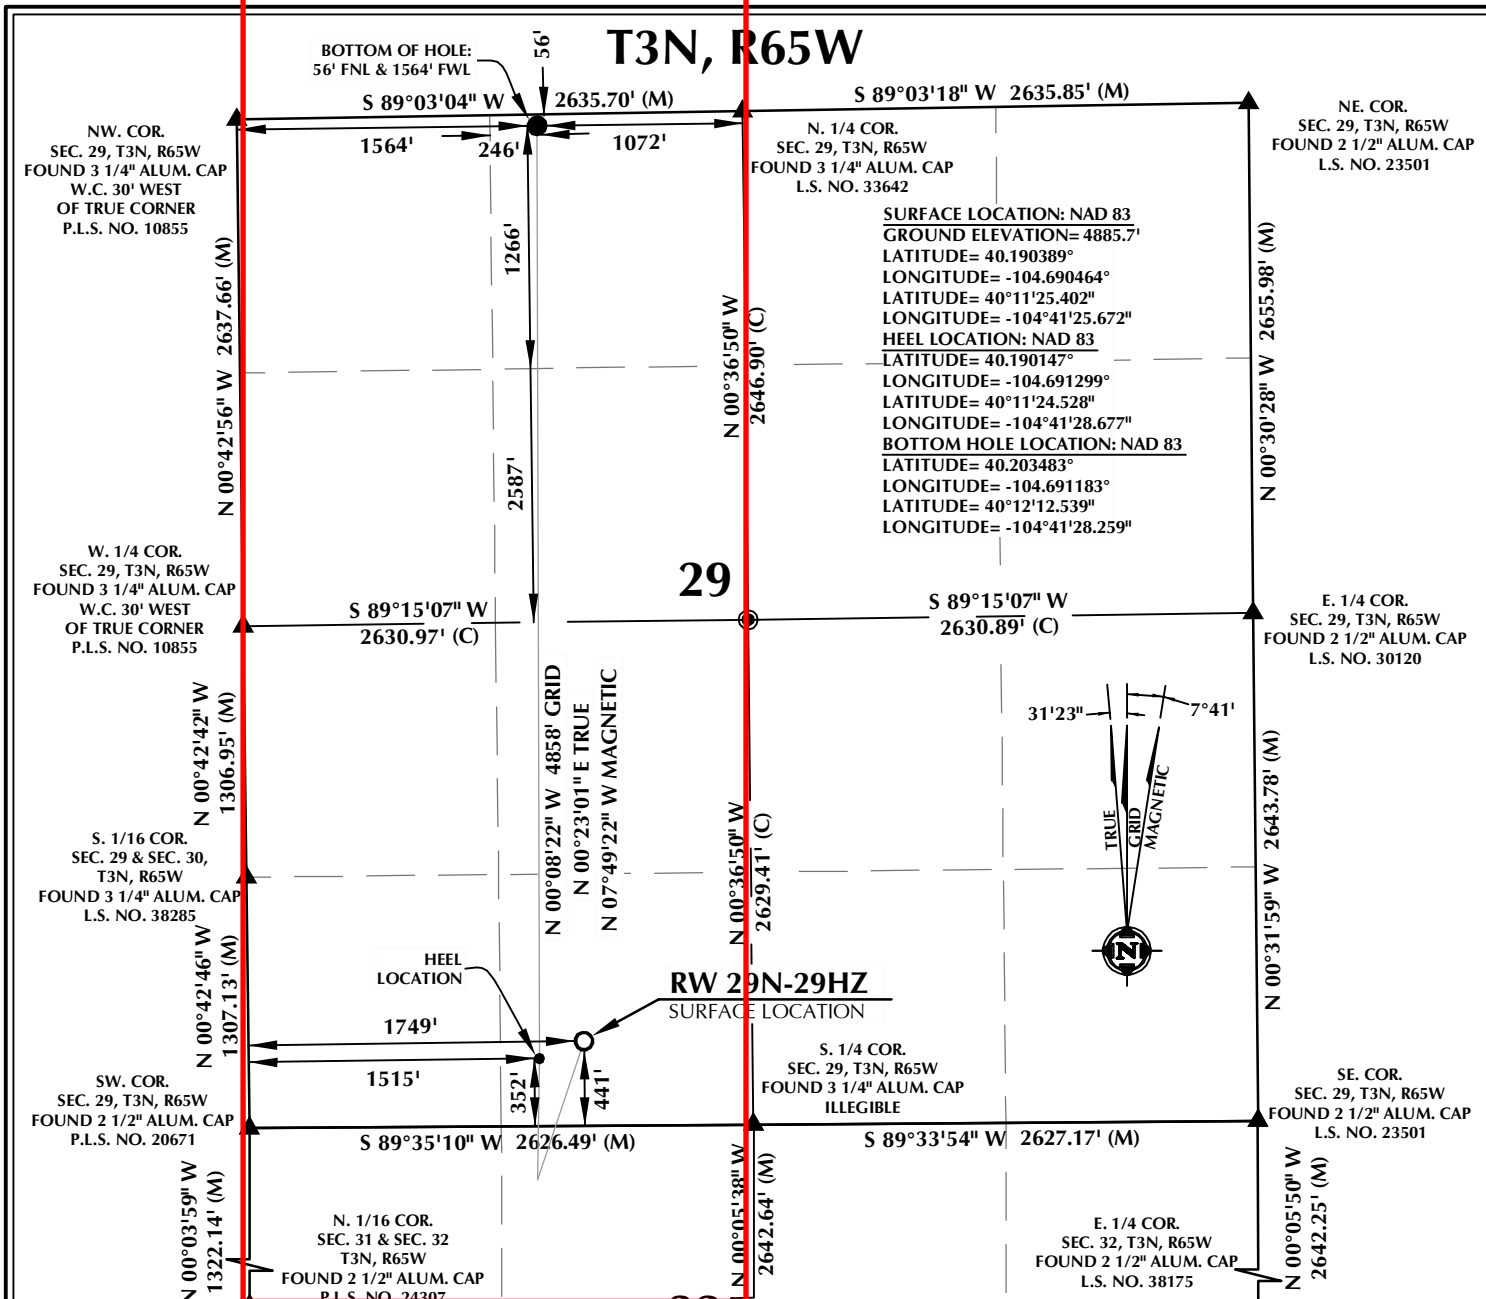 T3N, R65W
BOTTOM OF HOLE:
56' FNL & 1564' FWL
56'
S 89°03'04" W 2635.70' (M)
S 89°03'18" W 2635.85' (M)
1564'
246'
1072'
NW. COR.
SEC. 29, T3N, R65W
FOUND 3 1/4" ALUM. CAP
W.C. 30' WEST
OF TRUE CORNER
P.L.S. NO. 10855
N. 1/4 COR.
SEC. 29, T3N, R65W
FOUND 3 1/4" ALUM. CAP
L.S. NO. 33642
NE. COR.
SEC. 29, T3N, R65W
FOUND 2 1/2" ALUM. CAP
L.S. NO. 23501
SURFACE LOCATION: NAD 83
GROUND ELEVATION= 4885.7'
LATITUDE= 40.190389°
LONGITUDE= -104.690464°
LATITUDE= 40°11'25.402"
LONGITUDE= -104°41'25.672"
HEEL LOCATION: NAD 83
LATITUDE= 40.190147°
LONGITUDE= -104.691299°
LATITUDE= 40°11'24.528"
LONGITUDE= -104°41'28.677"
BOTTOM HOLE LOCATION: NAD 83
LATITUDE= 40.203483°
LONGITUDE= -104.691183°
LATITUDE= 40°12'12.539"
LONGITUDE= -104°41'28.259"
N 00°42'56" W 2637.66' (M)
1266'
2587'
N 00°36'50" W
2646.90' (C)
N 00°30'28" W 2655.98' (M)
W. 1/4 COR.
SEC. 29, T3N, R65W
FOUND 3 1/4" ALUM. CAP
W.C. 30' WEST
OF TRUE CORNER
P.L.S. NO. 10855
29
S 89°15'07" W
2630.97' (C)
S 89°15'07" W
2630.89' (C)
E. 1/4 COR.
SEC. 29, T3N, R65W
FOUND 2 1/2" ALUM. CAP
L.S. NO. 30120
N 00°42'42" W
1306.95' (M)
N 00°08'22" W 4858' GRID
N 00°23'01" E TRUE
N 07°49'22" W MAGNETIC
31'23"
7°41'
TRUE
GRID
MAGNETIC
N
N 00°36'50" W
2629.41' (C)
N 00°31'59" W 2643.78' (M)
S. 1/16 COR.
SEC. 29 & SEC. 30,
T3N, R65W
FOUND 3 1/4" ALUM. CAP
L.S. NO. 38285
N 00°42'46" W
1307.13' (M)
HEEL
LOCATION
RW 29N-29HZ
SURFACE LOCATION
1749'
1515'
352'
441'
S. 1/4 COR.
SEC. 29, T3N, R65W
FOUND 3 1/4" ALUM. CAP
ILLEGIBLE
SW. COR.
SEC. 29, T3N, R65W
FOUND 2 1/2" ALUM. CAP
P.L.S. NO. 20671
SE. COR.
SEC. 29, T3N, R65W
FOUND 2 1/2" ALUM. CAP
L.S. NO. 23501
S 89°35'10" W 2626.49' (M)
S 89°33'54" W 2627.17' (M)
N 00°03'59" W
1322.14' (M)
N 00°05'38" W
2642.64' (M)
N 00°05'50" W
2642.25' (M)
N. 1/16 COR.
SEC. 31 & SEC. 32
T3N, R65W
FOUND 2 1/2" ALUM. CAP
P.L.S. NO. 24307
E. 1/4 COR.
SEC. 32, T3N, R65W
FOUND 2 1/2" ALUM. CAP
L.S. NO. 38175